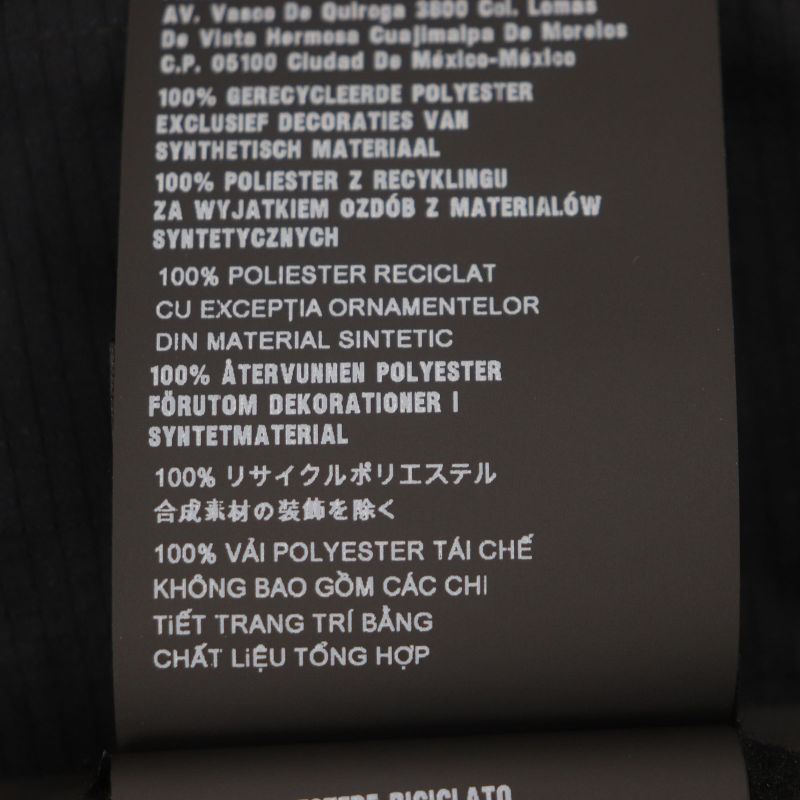 AV. Vasco De Quiroga 3800 Col. Lomas
De Vista Hermosa Cuajimalpa De Morelos
C.P. 05100 Ciudad De México-México
100% GERECYCLEERDE POLYESTER
EXCLUSIEF DECORATIES VAN
SYNTHETISCH MATERIAAL
100% POLIESTER Z RECYKLINGU
ZA WYJATKIEM OZDÓB Z MATERIALÓW
SYNTETYCZNYCH
100% POLIESTER RECICLAT
CU EXCEPȚIA ORNAMENTELOR
DIN MATERIAL SINTETIC
100% ÅTERVUNNEN POLYESTER
FÖRUTOM DEKORATIONER I
SYNTETMATERIAL
100% リサイクルポリエステル
合成素材の装飾を除く
100% VẢI POLYESTER TÁI CHẾ
KHÔNG BAO GỒM CÁC CHI
TIẾT TRANG TRÍ BẰNG
CHẤT LIỆU TỔNG HỢP
RICICLATO